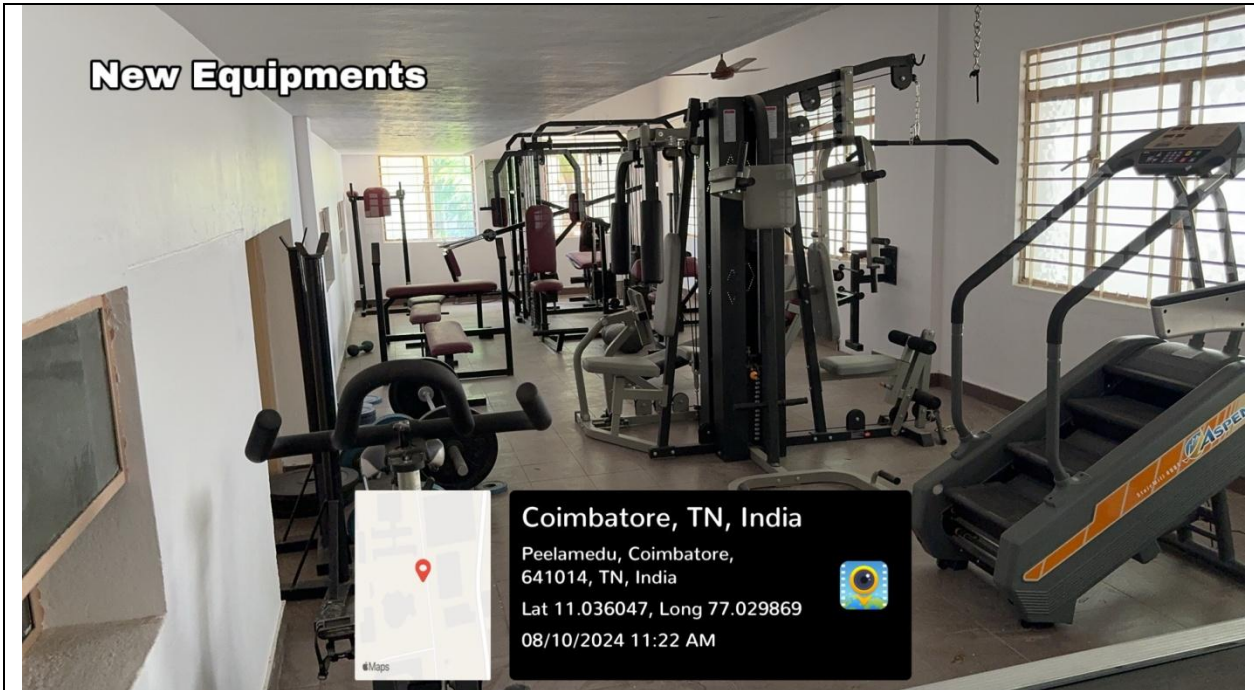 New Equipments
Coimbatore, TN, India
Peelamedu, Coimbatore,
641014, TN, India
Lat 11.036047, Long 77.029869
08/10/2024 11:22 AM
Maps
ASPEN